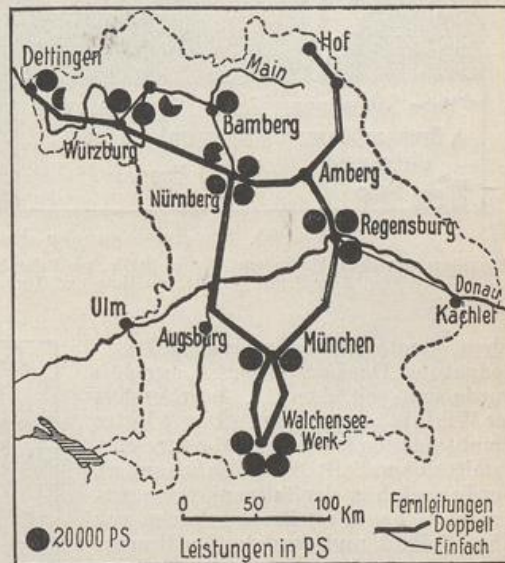 Dettingen
Hof
Main
Bamberg
Würzburg
Amberg
Nürnberg
Regensburg
Donau
Kachlet
Ulm
Augsburg
München
Walchensee-
Werk
0 50 100
Km
Fernleitungen
Doppelt
Einfach
20000 PS
Leistungen in PS